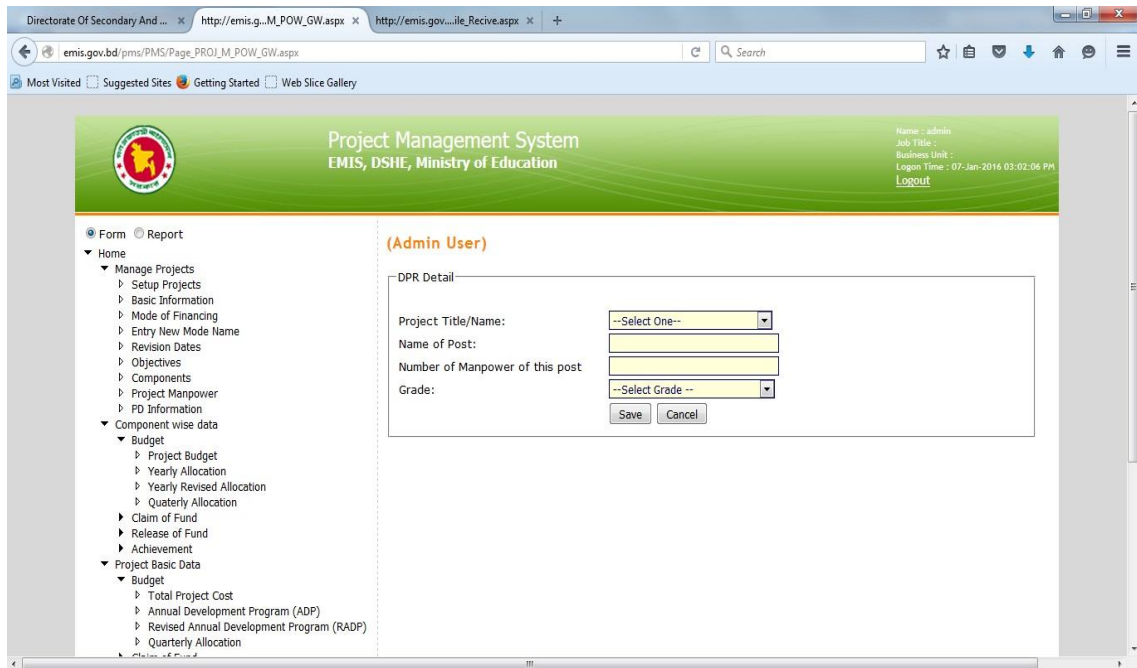 Directorate Of Secondary And ... ×
http://emis.g...M_POW_GW.aspx ×
http://emis.gov....ile_Recive.aspx × +
emis.gov.bd/pms/PMS/Page_PROJ_M_POW_GW.aspx
Search
Most Visited Suggested Sites Getting Started Web Slice Gallery
Project Management System
EMIS, DSHE, Ministry of Education
Name : admin
Job Title :
Business Unit :
Logon Time : 07-Jan-2016 03:02:06 PM
Logout
Form Report
Home
Manage Projects
Setup Projects
Basic Information
Mode of Financing
Entry New Mode Name
Revision Dates
Objectives
Components
Project Manpower
PD Information
Component wise data
Budget
Project Budget
Yearly Allocation
Yearly Revised Allocation
Quaterly Allocation
Claim of Fund
Release of Fund
Achievement
Project Basic Data
Budget
Total Project Cost
Annual Development Program (ADP)
Revised Annual Development Program (RADP)
Quarterly Allocation
Claim of Fund
(Admin User)
DPR Detail
Project Title/Name: --Select One--
Name of Post:
Number of Manpower of this post
Grade: --Select Grade --
Save Cancel